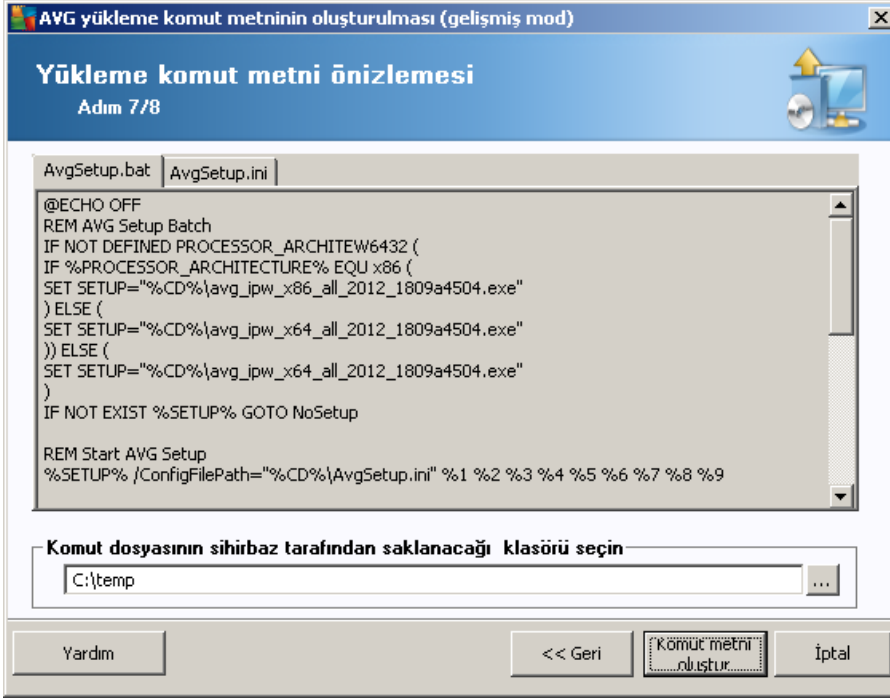 AVG yükleme komut metninin oluşturulması (gelişmiş mod)
Yükleme komut metni önizlemesi
Adım 7/8
AvgSetup.bat
AvgSetup.ini
@ECHO OFF
REM AVG Setup Batch
IF NOT DEFINED PROCESSOR_ARCHITEW6432 (
IF %PROCESSOR_ARCHITECTURE% EQU x86 (
SET SETUP="%CD%\avg_ipw_x86_all_2012_1809a4504.exe"
) ELSE (
SET SETUP="%CD%\avg_ipw_x64_all_2012_1809a4504.exe"
)) ELSE (
SET SETUP="%CD%\avg_ipw_x64_all_2012_1809a4504.exe"
)
IF NOT EXIST %SETUP% GOTO NoSetup
REM Start AVG Setup
%SETUP% /ConfigFilePath="%CD%\AvgSetup.ini" %1 %2 %3 %4 %5 %6 %7 %8 %9
Komut dosyasının sihirbaz tarafından saklanacağı klasörü seçin
C:\temp
...
Yardım
<< Geri
Komut metni
oluştur
İptal